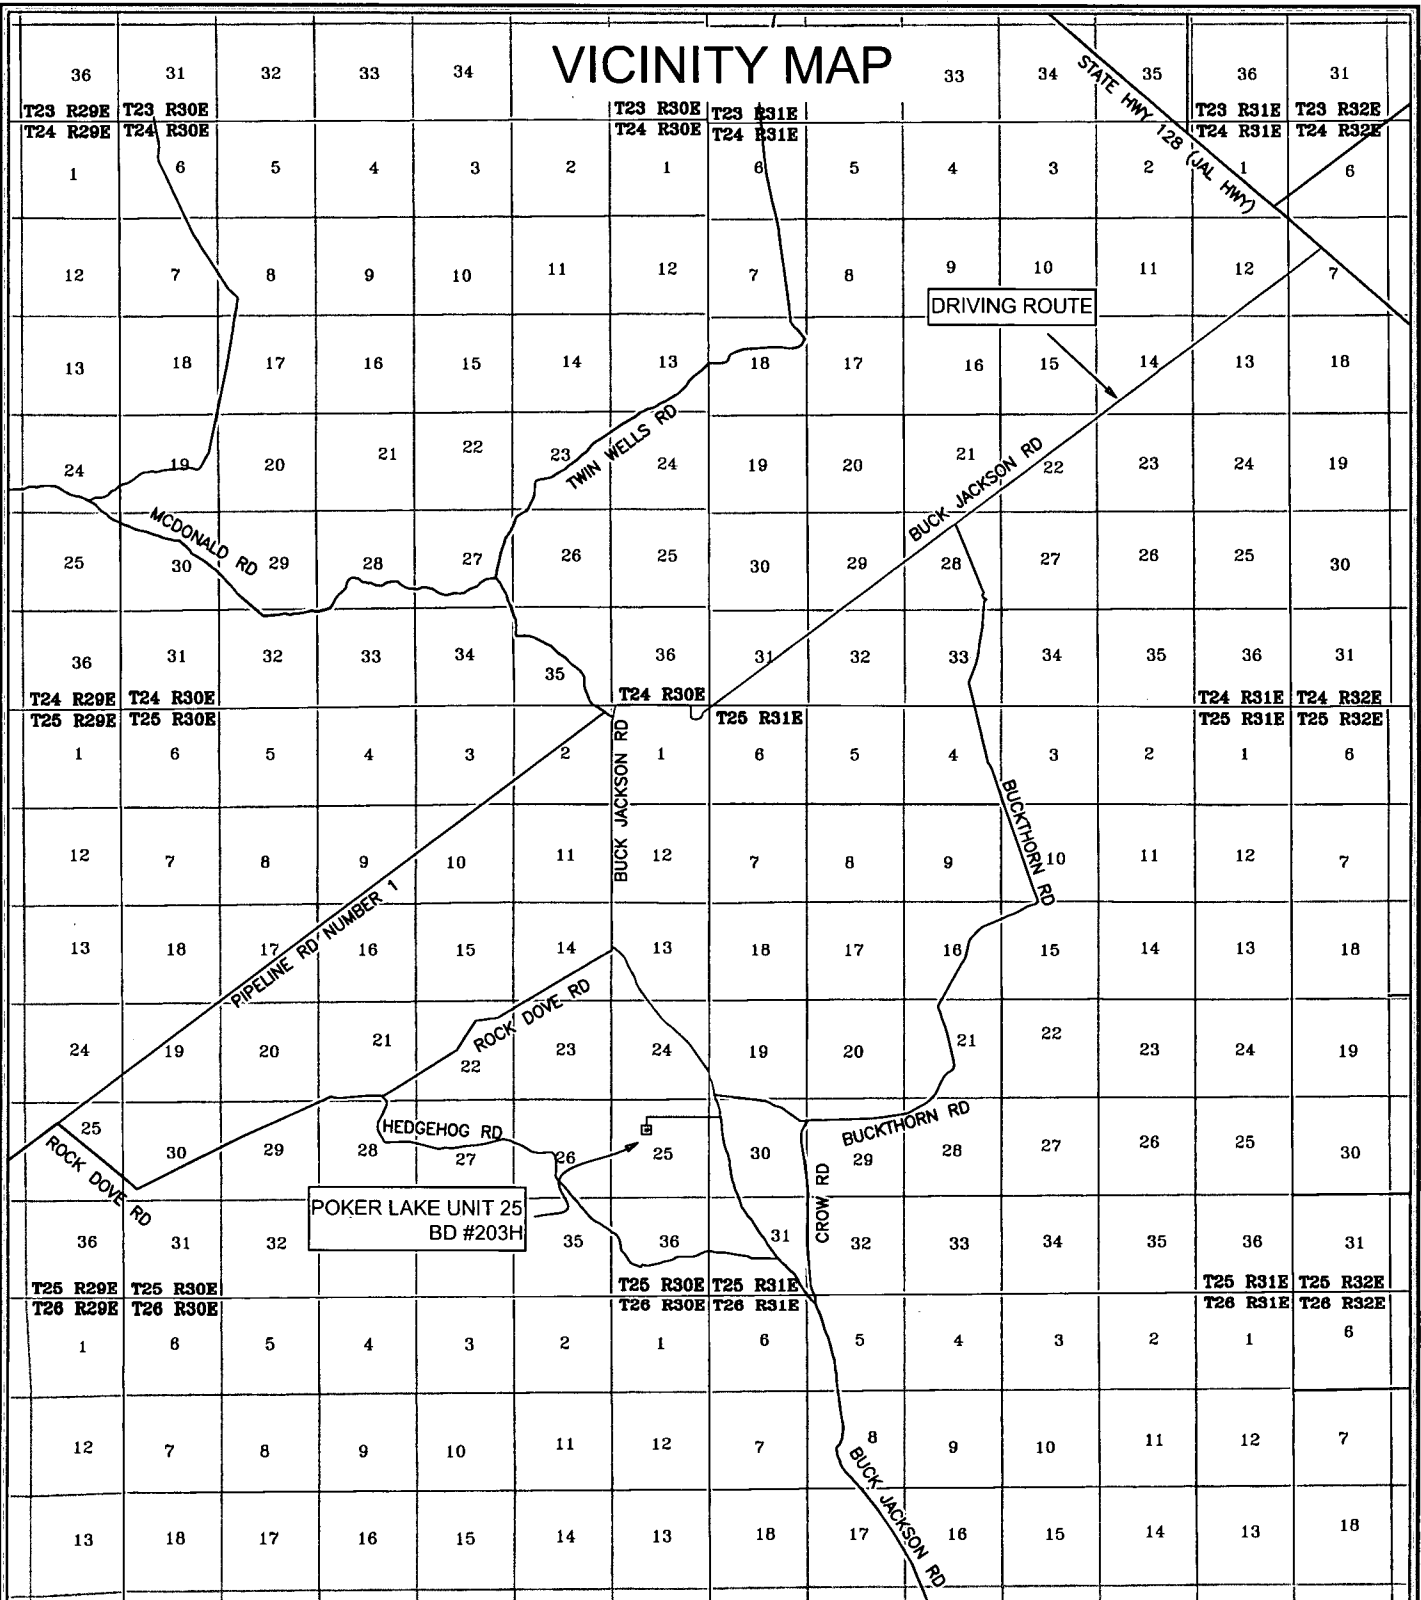 VICINITY MAP
36 31 32 33 34 33 34 35 36 31
STATE HWY 128 (JAL HWY)
T23 R29E T23 R30E T23 R30E T23 R31E T23 R31E T23 R32E
T24 R29E T24 R30E T24 R30E T24 R31E T24 R31E T24 R32E
1 6 5 4 3 2 1 6 5 4 3 2 1 6
12 7 8 9 10 11 12 7 8 9 10 11 12 7
DRIVING ROUTE
13 18 17 16 15 14 13 18 17 16 15 14 13 18
TWIN WELLS RD
BUCK JACKSON RD
24 19 20 21 22 23 24 19 20 21 22 23 24 19
MCDONALD RD
25 30 29 28 27 26 25 30 29 28 27 26 25 30
36 31 32 33 34 35 36 31 32 33 34 35 36 31
T24 R29E T24 R30E T24 R30E T24 R31E T24 R32E
T25 R29E T25 R30E T25 R31E T25 R31E T25 R32E
BUCK JACKSON RD
1 6 5 4 3 2 1 6 5 4 3 2 1 6
BUCKTHORN RD
12 7 8 9 10 11 12 7 8 9 10 11 12 7
PIPELINE RD NUMBER 1
13 18 17 16 15 14 13 18 17 16 15 14 13 18
ROCK DOVE RD
24 19 20 21 22 23 24 19 20 21 22 23 24 19
HEDGEHOG RD
BUCKTHORN RD
25 30 29 28 27 26 25 30 29 28 27 26 25 30
ROCK DOVE RD
CROW RD
POKER LAKE UNIT 25
BD #203H
36 31 32 35 36 31 32 33 34 35 36 31
T25 R29E T25 R30E T25 R30E T25 R31E T25 R31E T25 R32E
T26 R29E T26 R30E T26 R30E T26 R31E T26 R31E T26 R32E
1 6 5 4 3 2 1 6 5 4 3 2 1 6
12 7 8 9 10 11 12 7 8 9 10 11 12 7
BUCK JACKSON RD
13 18 17 16 15 14 13 18 17 16 15 14 13 18